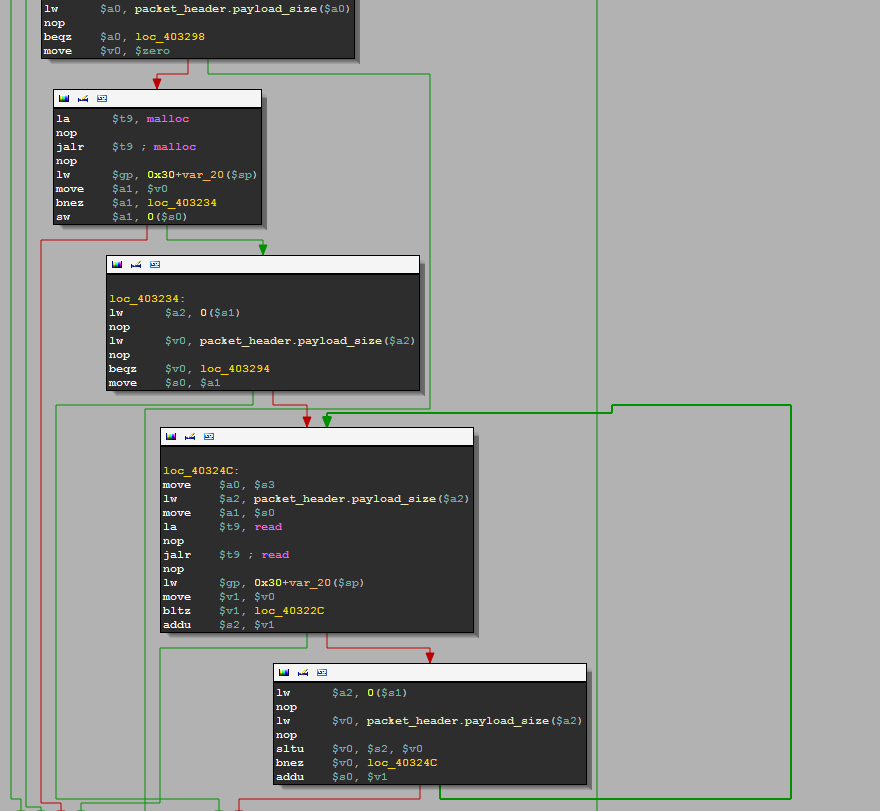 lw $a0, packet_header.payload_size($a0)
nop
beqz $a0, loc_403298
move $v0, $zero
la $t9, malloc
nop
jalr $t9 ; malloc
nop
lw $gp, 0x30+var_20($sp)
move $a1, $v0
bnez $a1, loc_403234
sw $a1, 0($s0)
loc_403234:
lw $a2, 0($s1)
nop
lw $v0, packet_header.payload_size($a2)
nop
beqz $v0, loc_403294
move $s0, $a1
loc_40324C:
move $a0, $s3
lw $a2, packet_header.payload_size($a2)
move $a1, $s0
la $t9, read
nop
jalr $t9 ; read
nop
lw $gp, 0x30+var_20($sp)
move $v1, $v0
bltz $v1, loc_40322C
addu $s2, $v1
lw $a2, 0($s1)
nop
lw $v0, packet_header.payload_size($a2)
nop
sltu $v0, $s2, $v0
bnez $v0, loc_40324C
addu $s0, $v1